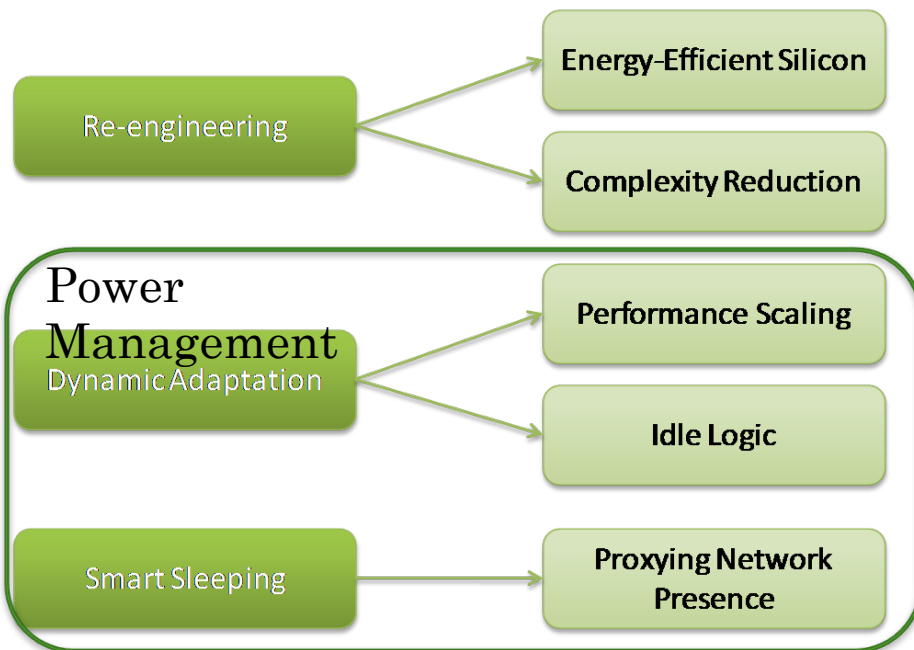 Energy-Efficient Silicon
Re-engineering
Complexity Reduction
Power
Management
Performance Scaling
Dynamic Adaptation
Idle Logic
Smart Sleeping
Proxying Network
Presence